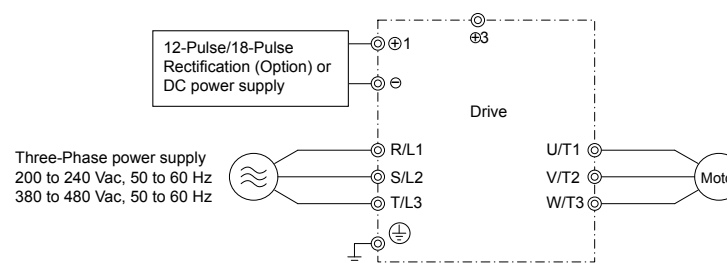 12-Pulse/18-Pulse
Rectification (Option) or
DC power supply
⊕1
⊖
⊕3
Drive
Three-Phase power supply
200 to 240 Vac, 50 to 60 Hz
380 to 480 Vac, 50 to 60 Hz
R/L1
S/L2
T/L3
U/T1
V/T2
W/T3